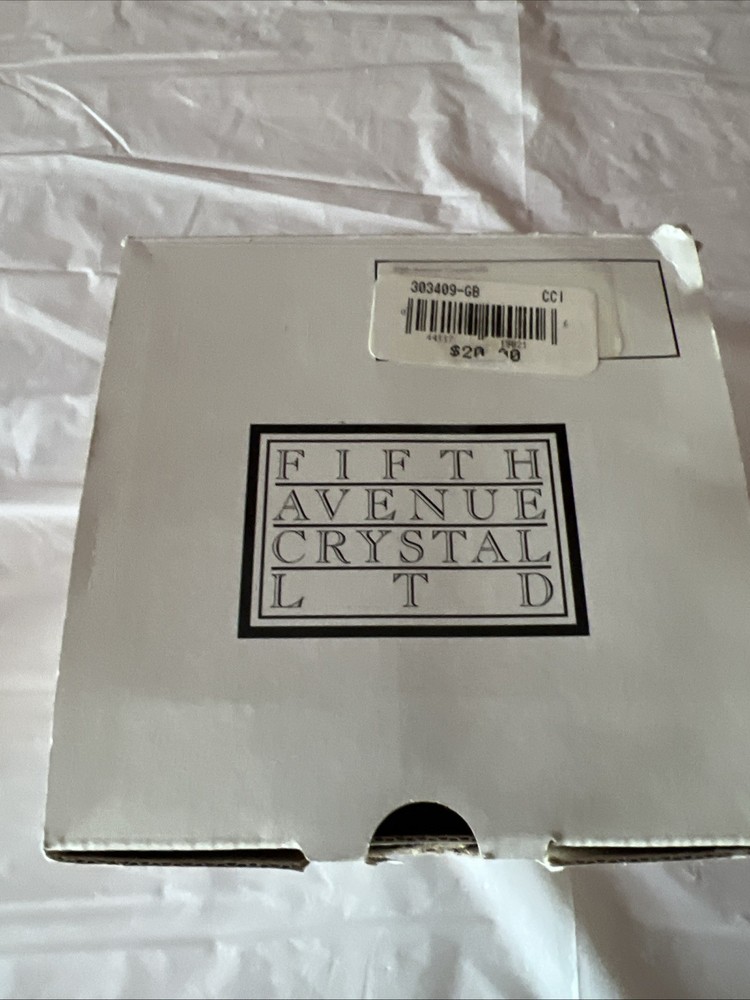 303409-GB CCI
FIFTH
AVENUE
CRYSTAL
LTD